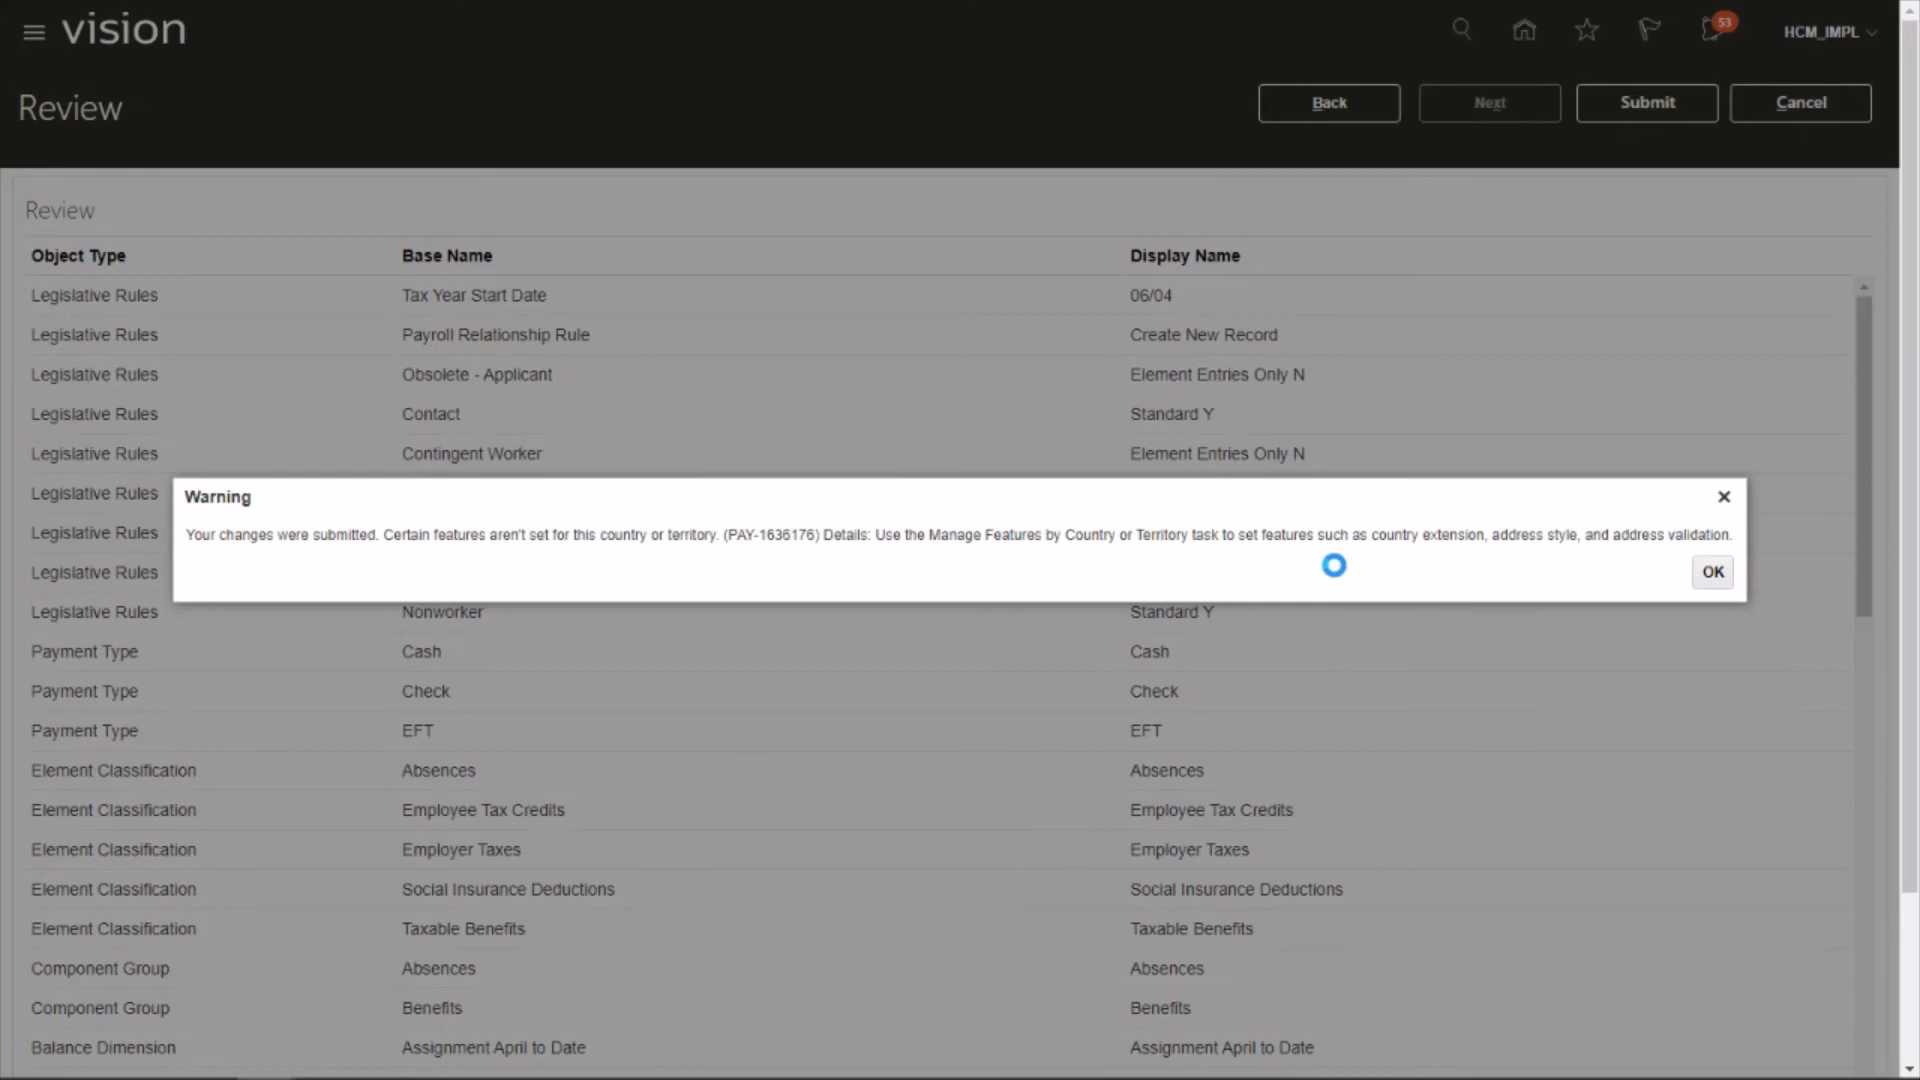 vision
53
HCM_IMPL
Review
Back
Next
Submit
Cancel
Review
Object Type Base Name Display Name
Legislative Rules Tax Year Start Date 06/04
Legislative Rules Payroll Relationship Rule Create New Record
Legislative Rules Obsolete - Applicant Element Entries Only N
Legislative Rules Contact Standard Y
Legislative Rules Contingent Worker Element Entries Only N
Legislative Rules
Warning
Legislative Rules
Your changes were submitted. Certain features aren't set for this country or territory. (PAY-1636176) Details: Use the Manage Features by Country or Territory task to set features such as country extension, address style, and address validation.
Legislative Rules
OK
Legislative Rules Nonworker Standard Y
Payment Type Cash Cash
Payment Type Check Check
Payment Type EFT EFT
Element Classification Absences Absences
Element Classification Employee Tax Credits Employee Tax Credits
Element Classification Employer Taxes Employer Taxes
Element Classification Social Insurance Deductions Social Insurance Deductions
Element Classification Taxable Benefits Taxable Benefits
Component Group Absences Absences
Component Group Benefits Benefits
Balance Dimension Assignment April to Date Assignment April to Date